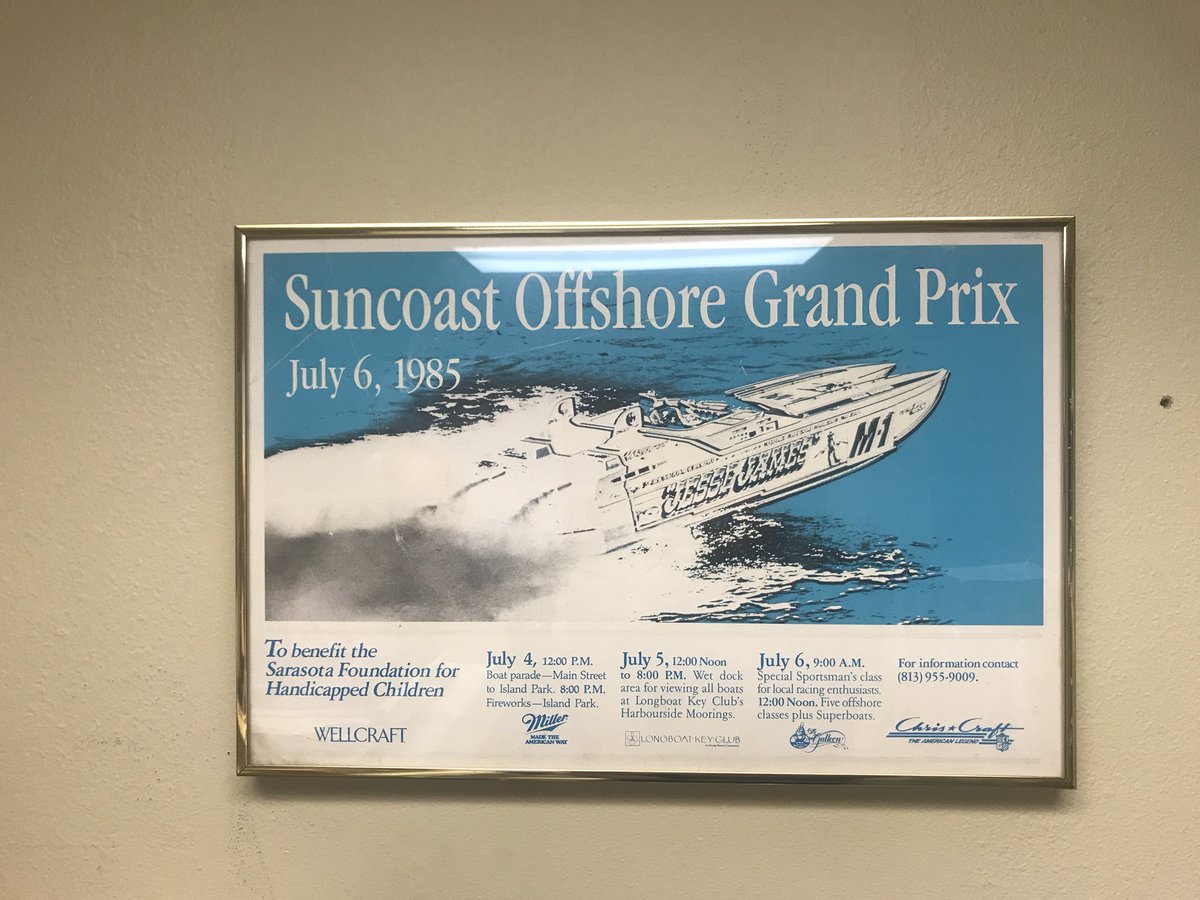 Suncoast Offshore Grand Prix
July 6, 1985
"JESSE JAMES"
M-1
To benefit the
Sarasota Foundation for
Handicapped Children
WELLCRAFT
July 4, 12:00 P.M.
Boat parade—Main Street
to Island Park. 8:00 P.M.
Fireworks—Island Park.
Miller
MADE THE
AMERICAN WAY
July 5, 12:00 Noon
to 8:00 P.M. Wet dock
area for viewing all boats
at Longboat Key Club's
Harbourside Moorings.
LONGBOAT·KEY·CLUB
July 6, 9:00 A.M.
Special Sportsman's class
for local racing enthusiasts.
12:00 Noon. Five offshore
classes plus Superboats.
Galleon
For information contact
(813) 955-9009.
Chris★Craft
THE AMERICAN LEGEND